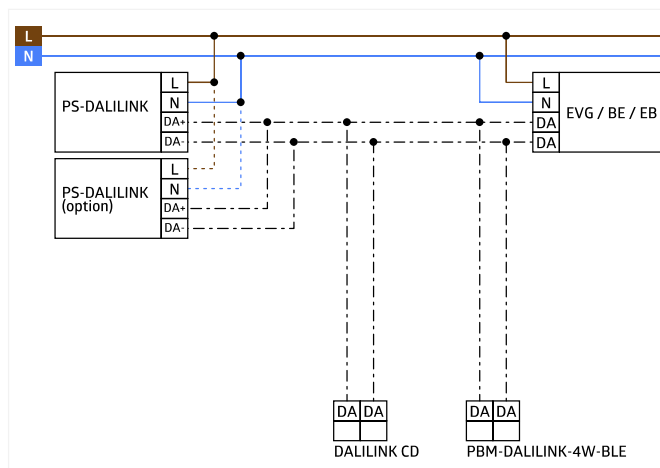 L
N
PS-DALILINK
L
N
DA+
DA-
L
N
DA
DA
EVG / BE / EB
PS-DALILINK
(option)
L
N
DA+
DA-
DA DA
DALILINK CD
DA DA
PBM-DALILINK-4W-BLE